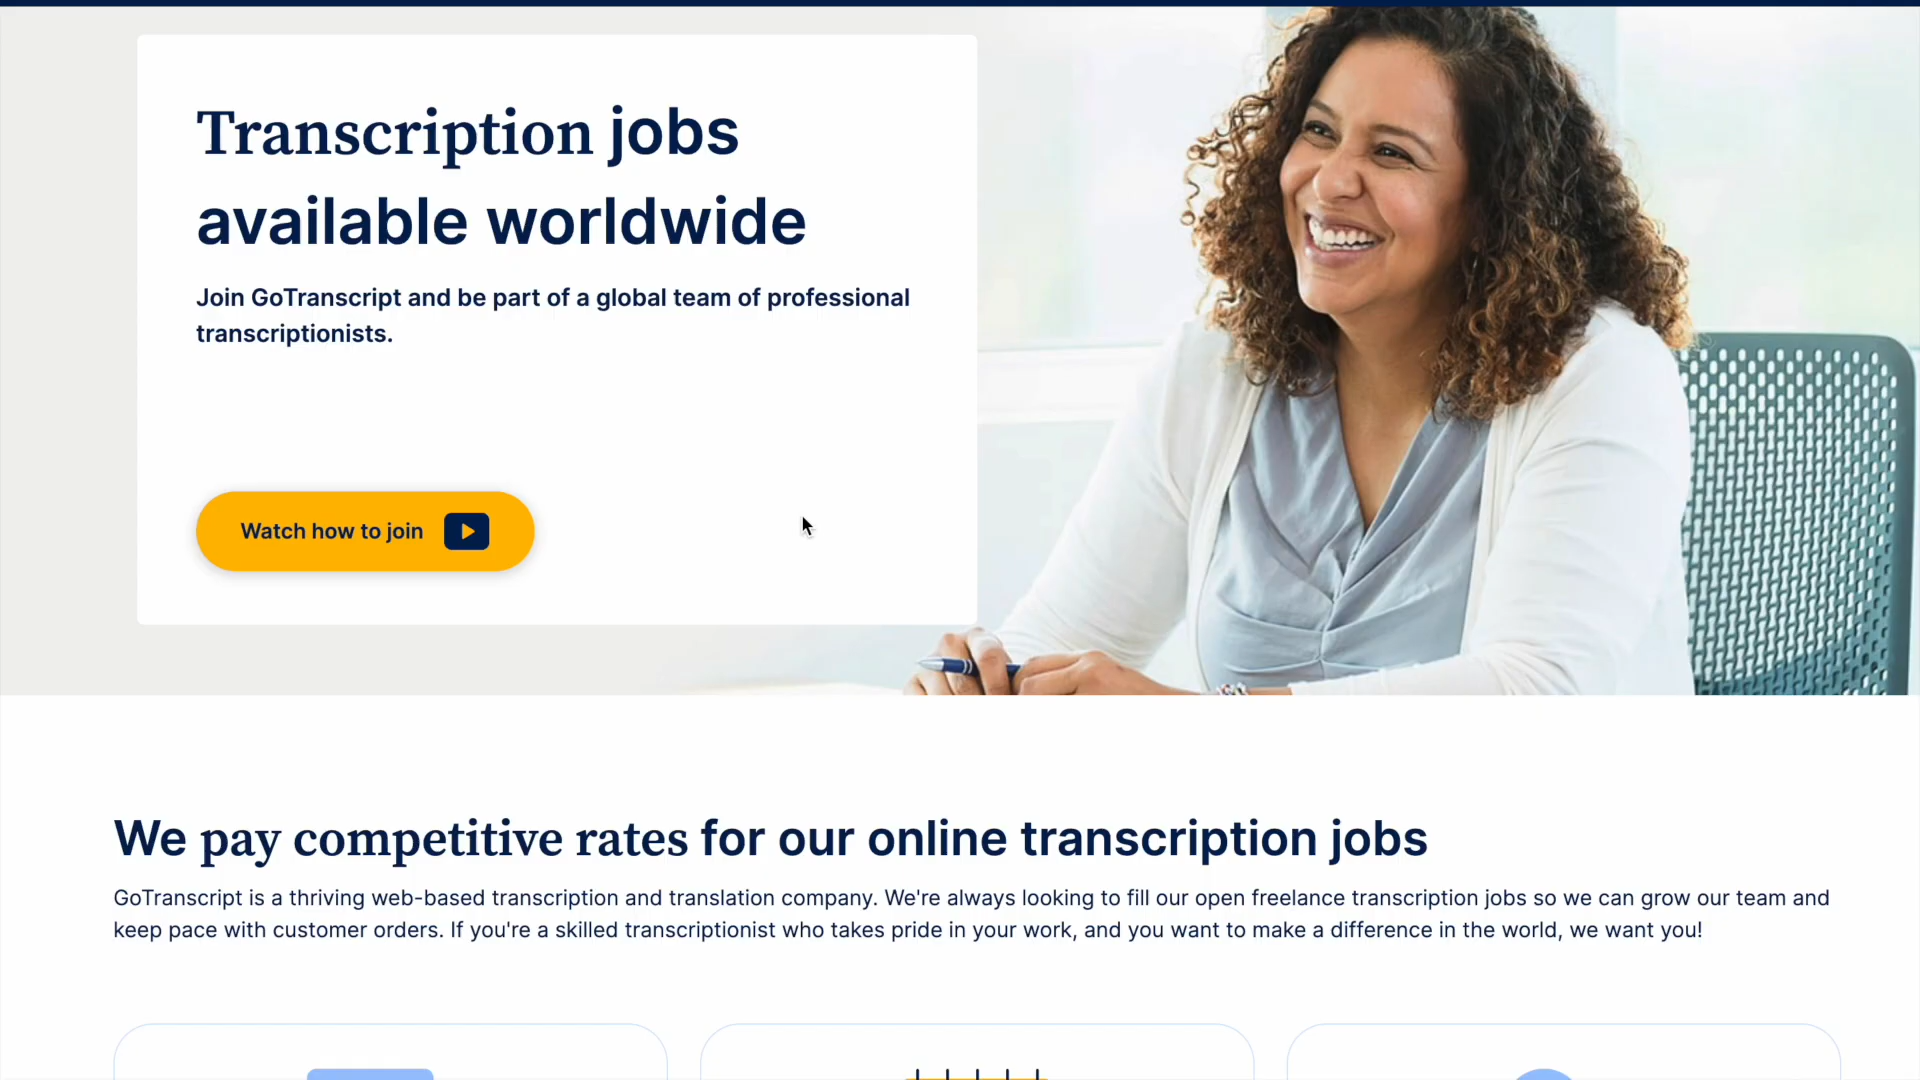 Transcription jobs
available worldwide
Join GoTranscript and be part of a global team of professional
transcriptionists.
Watch how to join
We pay competitive rates for our online transcription jobs
GoTranscript is a thriving web-based transcription and translation company. We're always looking to fill our open freelance transcription jobs so we can grow our team and
keep pace with customer orders. If you're a skilled transcriptionist who takes pride in your work, and you want to make a difference in the world, we want you!